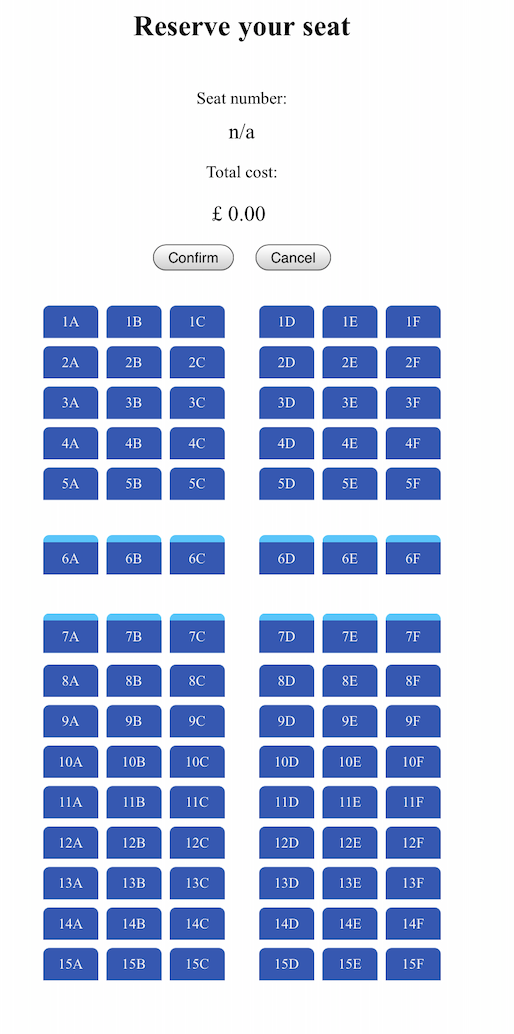 Reserve your seat
Seat number:
n/a
Total cost:
£ 0.00
Confirm Cancel
1A 1B 1C 1D 1E 1F
2A 2B 2C 2D 2E 2F
3A 3B 3C 3D 3E 3F
4A 4B 4C 4D 4E 4F
5A 5B 5C 5D 5E 5F
6A 6B 6C 6D 6E 6F
7A 7B 7C 7D 7E 7F
8A 8B 8C 8D 8E 8F
9A 9B 9C 9D 9E 9F
10A 10B 10C 10D 10E 10F
11A 11B 11C 11D 11E 11F
12A 12B 12C 12D 12E 12F
13A 13B 13C 13D 13E 13F
14A 14B 14C 14D 14E 14F
15A 15B 15C 15D 15E 15F